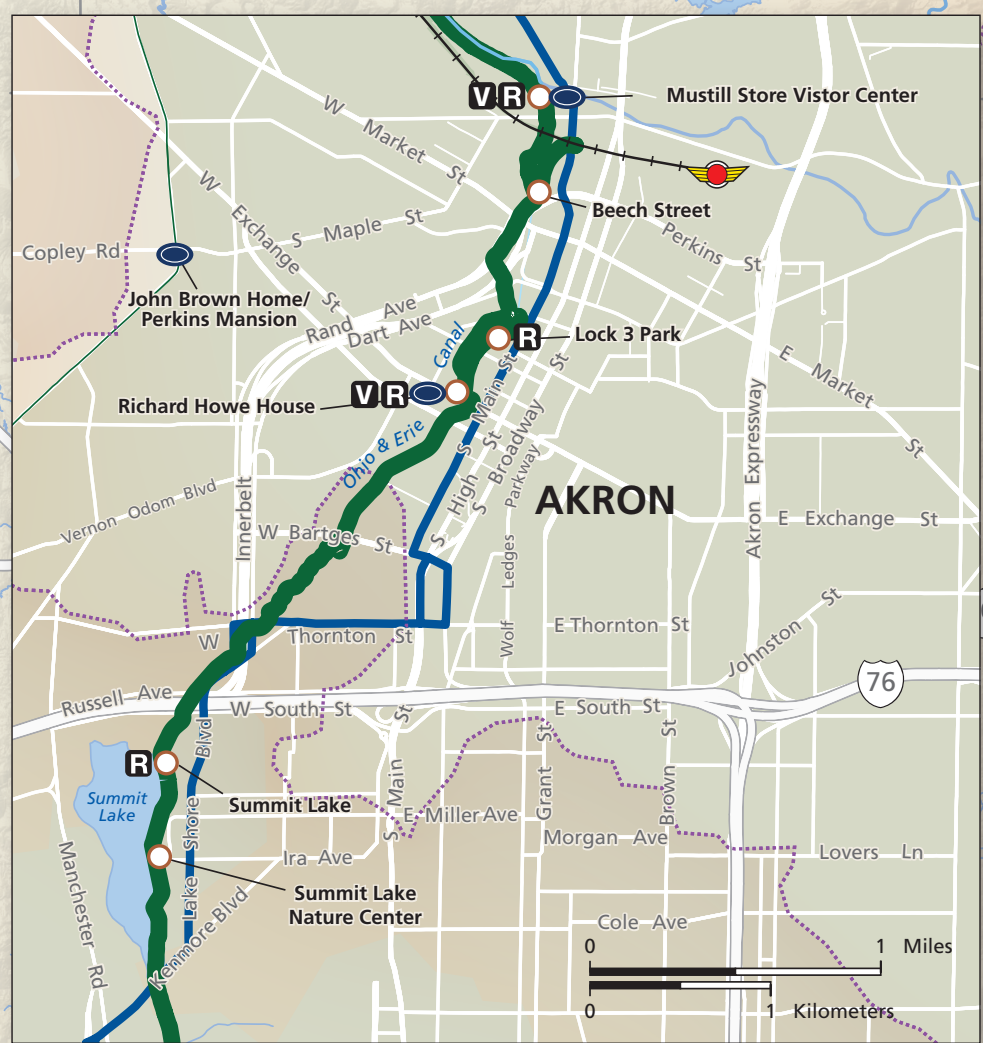 V R
Mustill Store Vistor Center
W Market St
W Exchange St
Beech Street
Perkins St
S Maple St
Copley Rd
John Brown Home/
Perkins Mansion
Rand Ave
Dart Ave
Canal
R
Lock 3 Park
E Market St
V R
Richard Howe House
Ohio & Erie
S Main St
S High St
S Broadway St
Akron Expressway
AKRON
Vernon Odom Blvd
Innerbelt
W Bartges St
E Exchange St
Wolf Ledges Parkway
W Thornton St
E Thornton St
Johnston St
76
Russell Ave
W South St
E South St
R
Summit Lake
Summit
Lake
Lake Shore Blvd
S Main St
E Miller Ave
Grant St
Brown St
Morgan Ave
Manchester Rd
Ira Ave
Lovers Ln
Summit Lake
Nature Center
Kenmore Blvd
Cole Ave
0 1 Miles
0 1 Kilometers